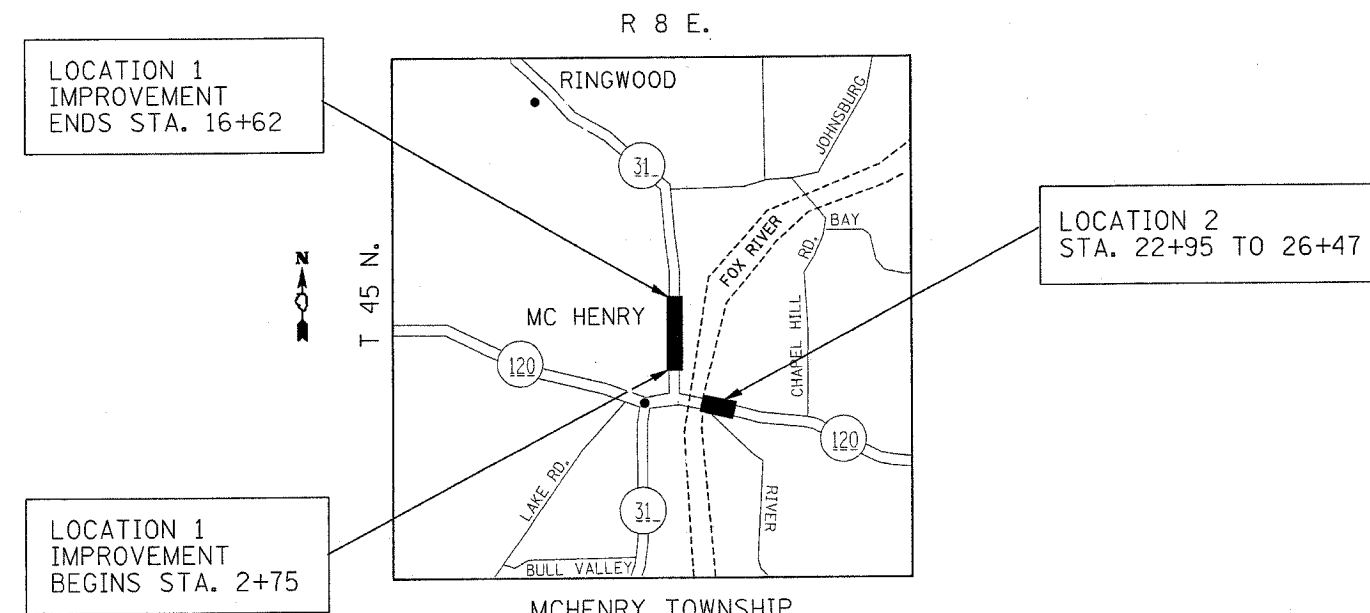 R 8 E.
LOCATION 1
IMPROVEMENT
ENDS STA. 16+62
RINGWOOD
JOHNSBURG
31
LOCATION 2
STA. 22+95 TO 26+47
BAY
RD.
CHAPEL HILL
FOX RIVER
N
T 45 N.
MC HENRY
120
120
LAKE RD.
31
RIVER
BULL VALLEY
LOCATION 1
IMPROVEMENT
BEGINS STA. 2+75
MCHENRY TOWNSHIP